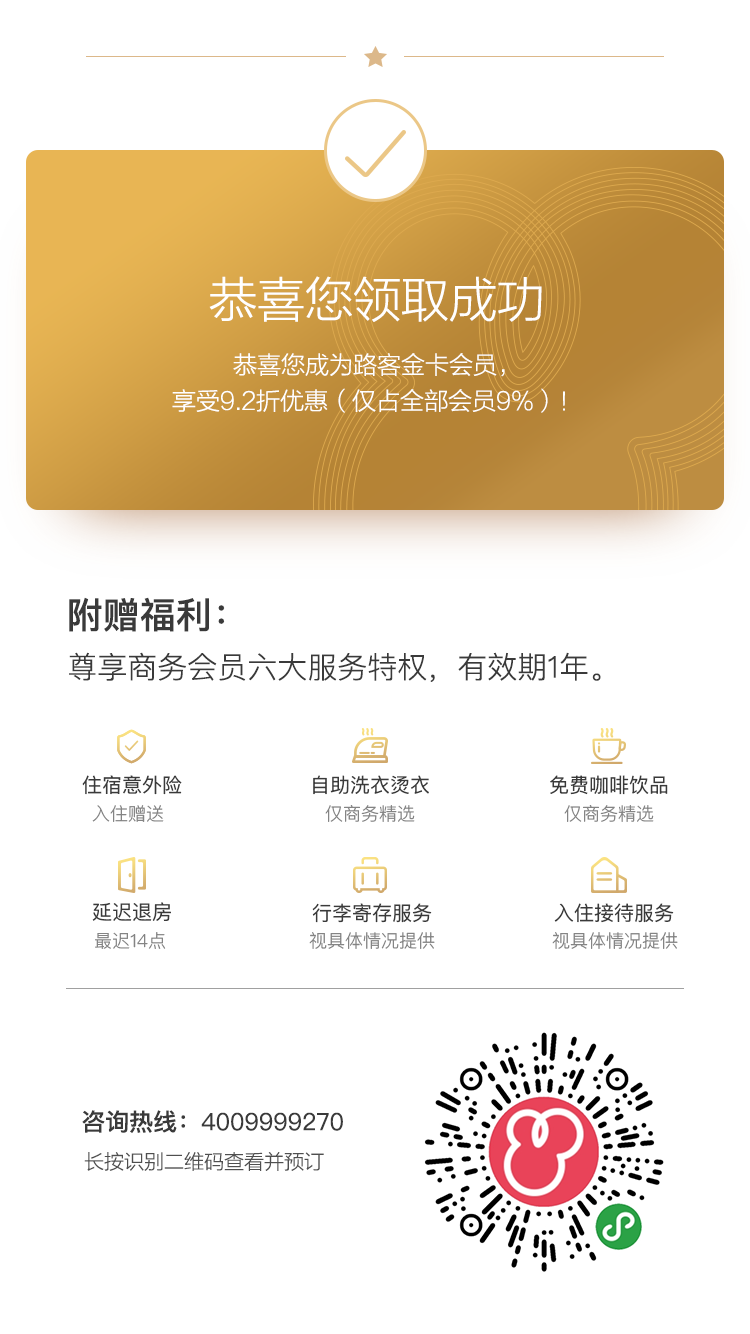 恭喜您领取成功
恭喜您成为路客金卡会员，
享受9.2折优惠（仅占全部会员9%）！
附赠福利：
尊享商务会员六大服务特权，有效期1年。
住宿意外险
入住赠送
自助洗衣烫衣
仅商务精选
免费咖啡饮品
仅商务精选
延迟退房
最迟14点
行李寄存服务
视具体情况提供
入住接待服务
视具体情况提供
咨询热线：4009999270
长按识别二维码查看并预订